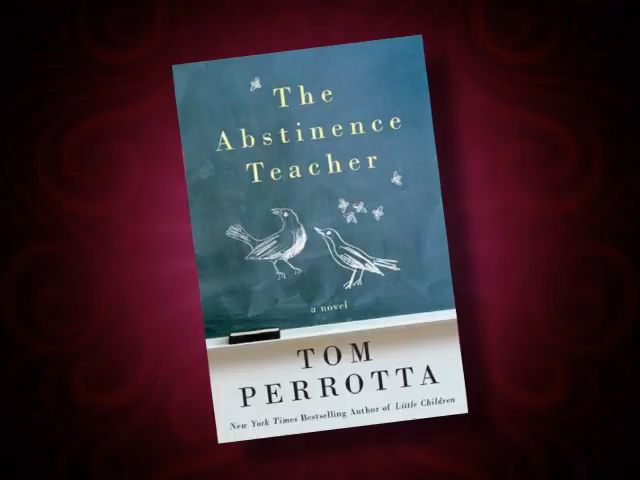 The
Abstinence
Teacher
a novel
TOM
PERROTTA
New York Times Bestselling Author of Little Children